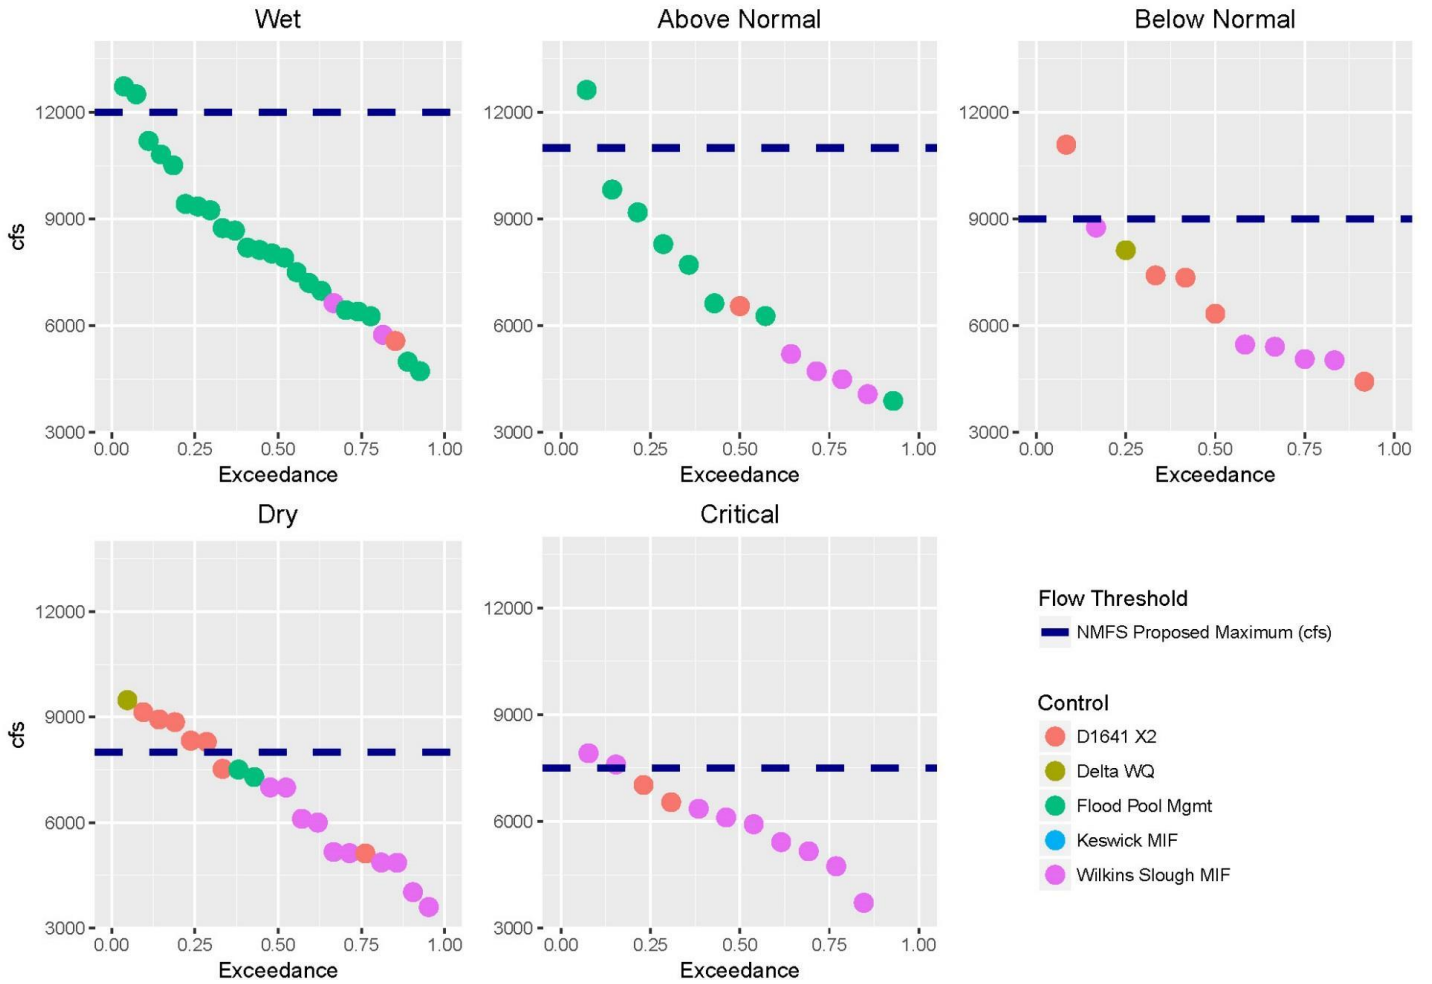 Wet
Above Normal
Below Normal
cfs
12000
9000
6000
3000
0.00 0.25 0.50 0.75 1.00
Exceedance
12000
9000
6000
3000
0.00 0.25 0.50 0.75 1.00
Exceedance
12000
9000
6000
3000
0.00 0.25 0.50 0.75 1.00
Exceedance
Dry
Critical
cfs
12000
9000
6000
3000
0.00 0.25 0.50 0.75 1.00
Exceedance
12000
9000
6000
3000
0.00 0.25 0.50 0.75 1.00
Exceedance
Flow Threshold
NMFS Proposed Maximum (cfs)
Control
D1641 X2
Delta WQ
Flood Pool Mgmt
Keswick MIF
Wilkins Slough MIF